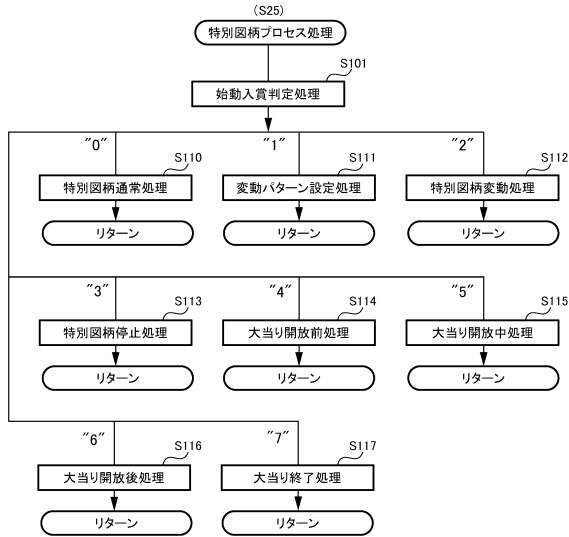 (S25)
特別図柄プロセス処理
S101
始動入賞判定処理
"0"
"1"
"2"
S110
S111
S112
特別図柄通常処理
変動パターン設定処理
特別図柄変動処理
リターン
リターン
リターン
"3"
"4"
"5"
S113
S114
S115
特別図柄停止処理
大当り開放前処理
大当り開放中処理
リターン
リターン
リターン
"6"
"7"
S116
S117
大当り開放後処理
大当り終了処理
リターン
リターン